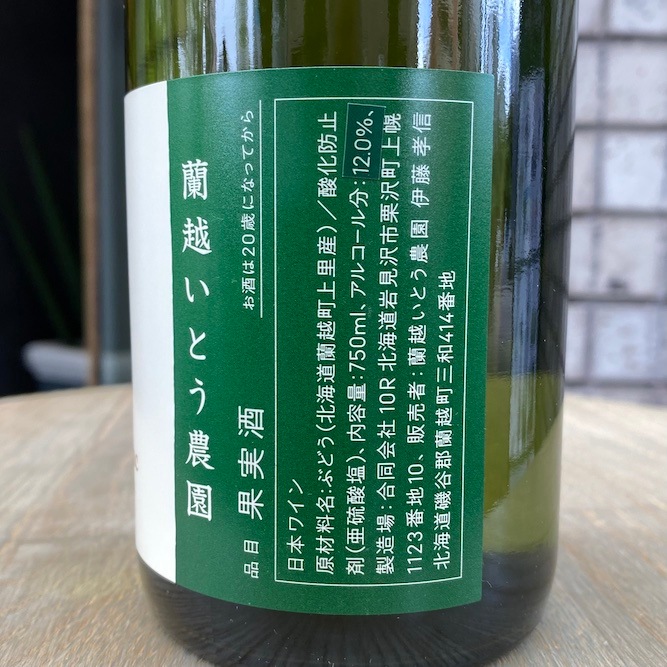 蘭越いとう農園
お酒は20歳になってから
品目 果実酒
日本ワイン
原材料名:ぶどう(北海道蘭越町上里産)/酸化防止
剤(亜硫酸塩)、内容量:750ml、アルコール分:12.0%、
製造場:合同会社10R 北海道岩見沢市栗沢町上幌
1123番地10、販売者:蘭越いとう農園 伊藤 孝信
北海道磯谷郡蘭越町三和414番地